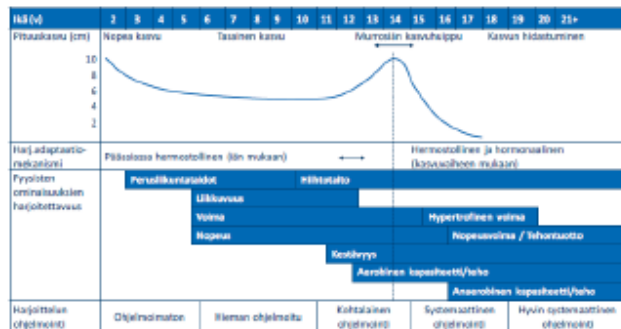 Ikä (v) 2 3 4 5 6 7 8 9 10 11 12 13 14 15 16 17 18 19 20 21+
Pituuskasvu (cm) Nopea kasvu Tasainen kasvu Murrosiän kasvuhuippu Kasvun hidastuminen
10
8
6
4
2
Harj.adaptaatio-
mekanismi
Pääasiassa hermostollinen (iän mukaan)
Hermostollinen ja hormonaalinen
(kasvuvaiheen mukaan)
Fyysisten
ominaisuuksien
harjoitettavuus
Perusliikuntataidot Hiihtotaito
Liikkuvuus
Voima Hypertrofinen voima
Nopeus Nopeusvoima / Tehontuotto
Kestävyys
Aerobinen kapasiteetti/teho
Anaerobinen kapasiteetti/teho
Harjoittelun
ohjelmointi
Ohjelmoimaton
Hieman ohjelmoitu
Kohtalainen
ohjelmointi
Systemaattinen
ohjelmointi
Hyvin systemaattinen
ohjelmointi